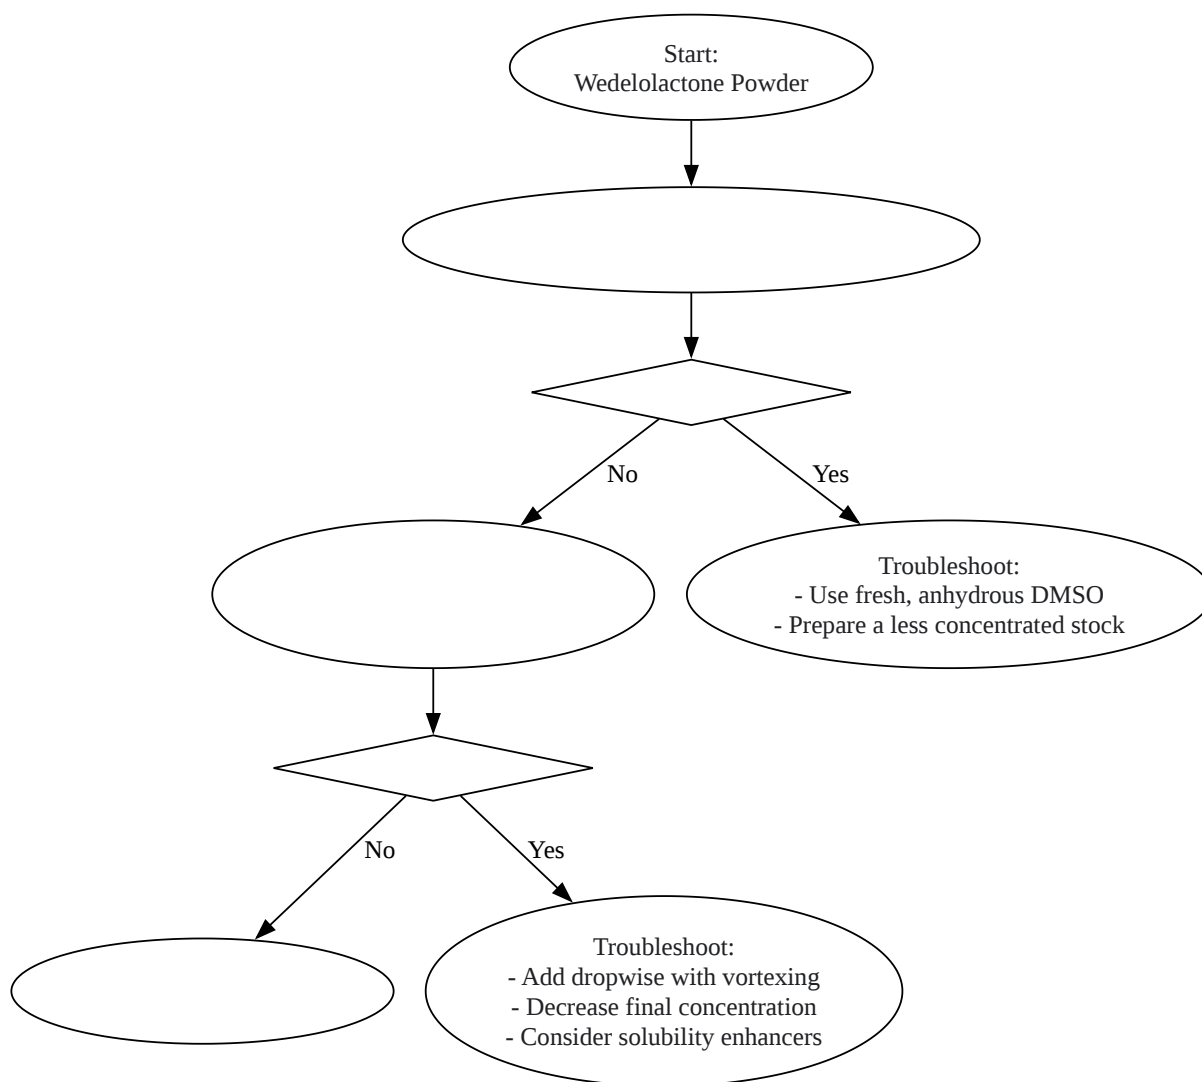 Start:
Wedelolactone Powder
No
Yes
Troubleshoot:
- Use fresh, anhydrous DMSO
- Prepare a less concentrated stock
No
Yes
Troubleshoot:
- Add dropwise with vortexing
- Decrease final concentration
- Consider solubility enhancers